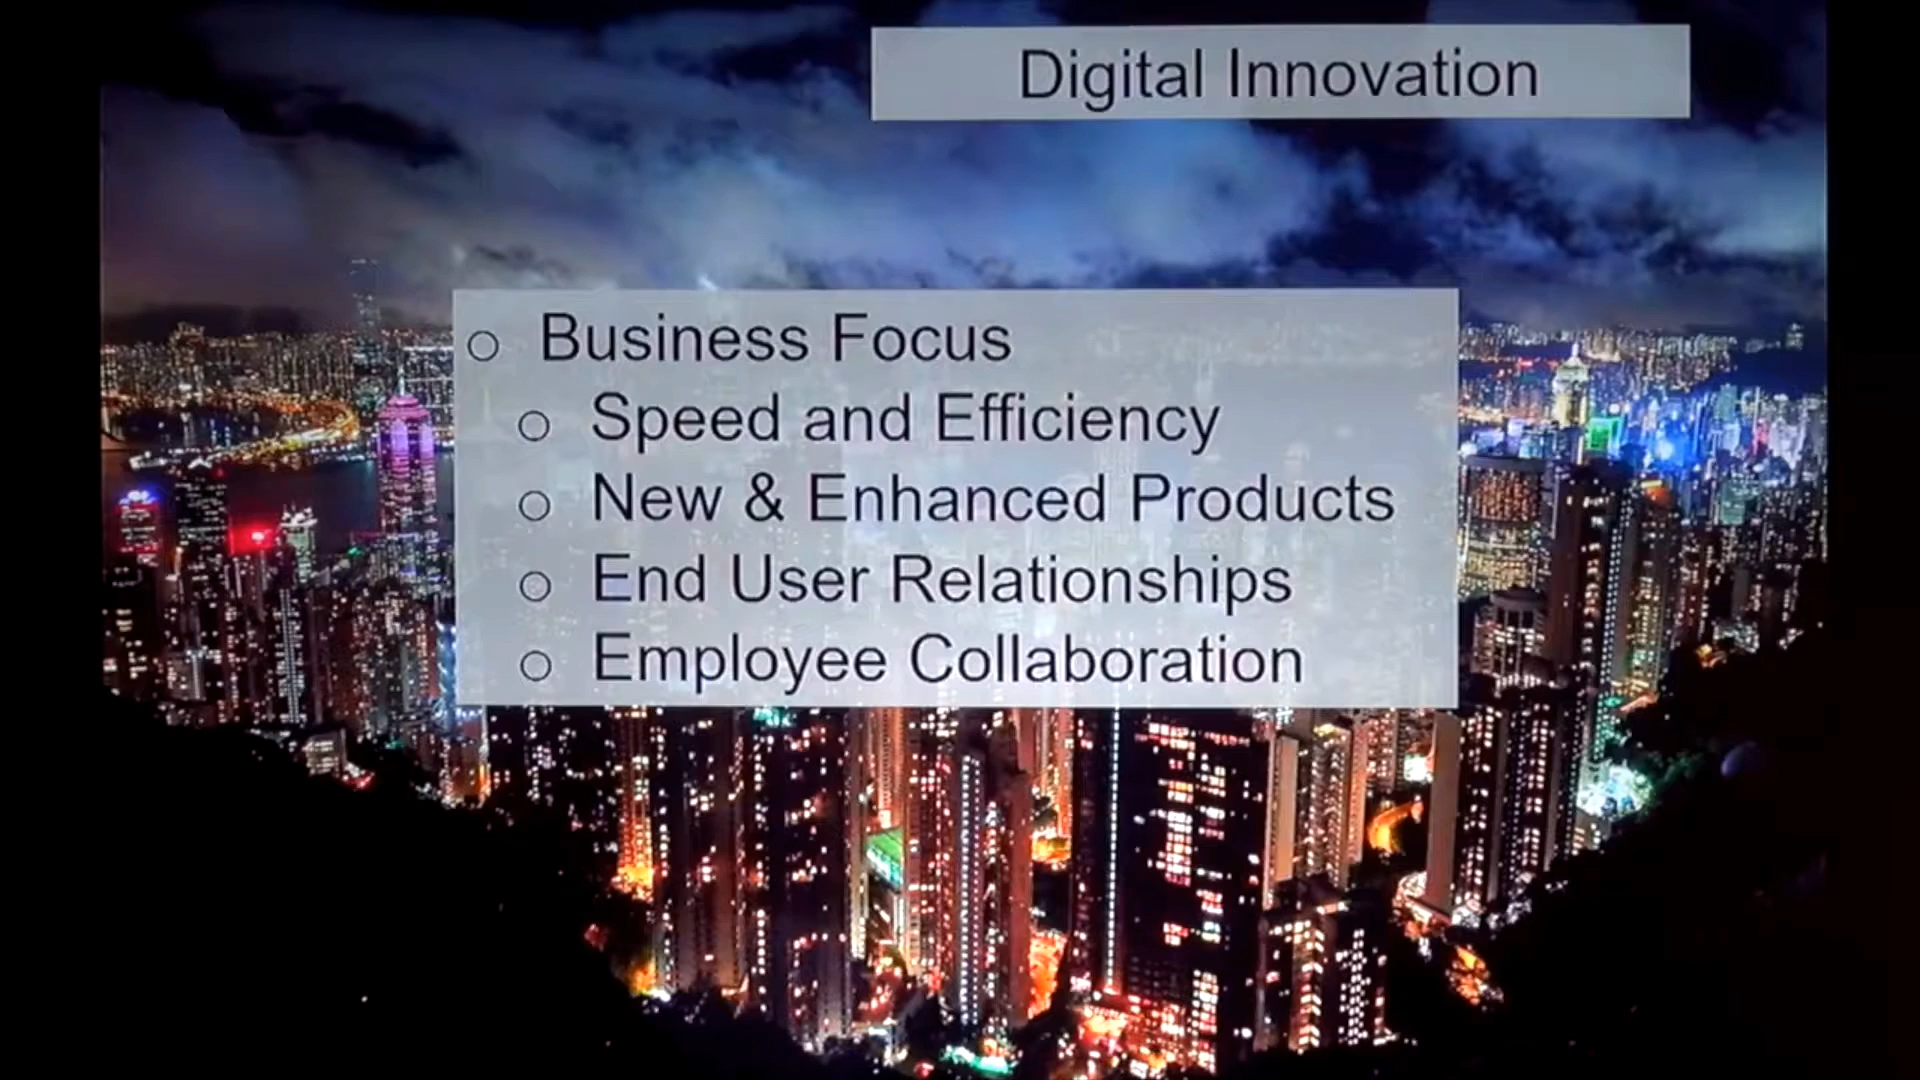 Digital Innovation
o Business Focus
o Speed and Efficiency
o New & Enhanced Products
o End User Relationships
o Employee Collaboration